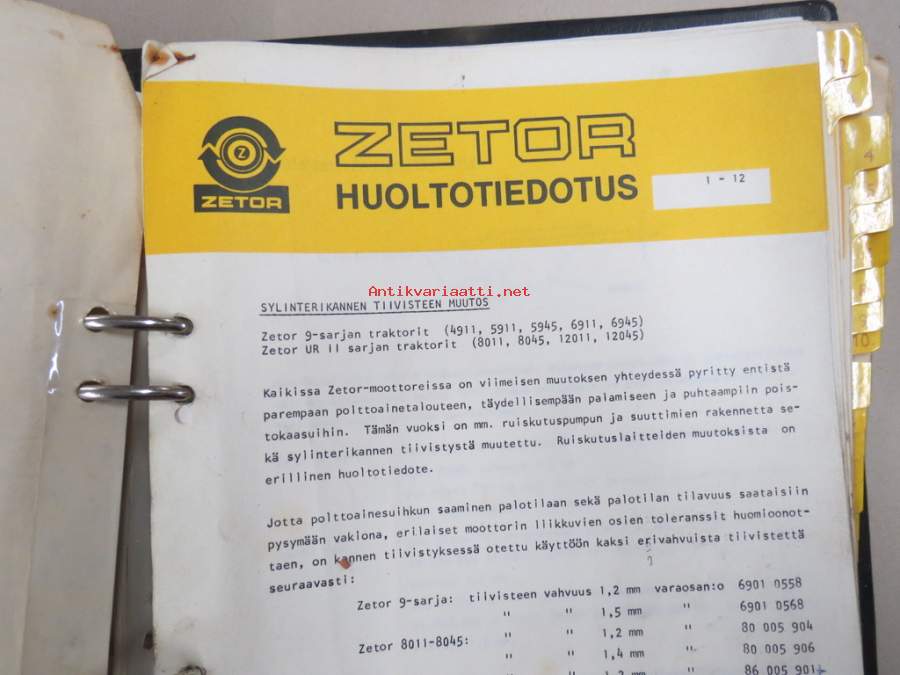 ZETOR
HUOLTOTIEDOTUS
1 - 12
Z
ZETOR
4
10
Antikvariaatti.net
SYLINTERIKANNEN TIIVISTEEN MUUTOS
Zetor 9-sarjan traktorit (4911, 5911, 5945, 6911, 6945)
Zetor UR II sarjan traktorit (8011, 8045, 12011, 12045)
Kaikissa Zetor-moottoreissa on viimeisen muutoksen yhteydessä pyritty entistä
parempaan polttoainetalouteen, täydellisempään palamiseen ja puhtaampiin pois-
tokaasuihin. Tämän vuoksi on mm. ruiskutuspumpun ja suuttimien rakennetta se-
kä sylinterikannen tiivistystä muutettu. Ruiskutuslaitteiden muutoksista on
erillinen huoltotiedote.
Jotta polttoainesuihkun saaminen palotilaan sekä palotilan tilavuus saataisiin
pysymään vakiona, erilaiset moottorin liikkuvien osien toleranssit huomioonot-
taen, on kannen tiivistyksessä otettu käyttöön kaksi erivahvuista tiivistettä
seuraavasti:
Zetor 9-sarja: tiivisteen vahvuus 1,2 mm varaosan:o 6901 0558
" " 1,5 mm " 6901 0568
Zetor 8011-8045: " " 1,2 mm " 80 005 904
" " 1,4 mm " 80 005 906
" mm " 86 005 901